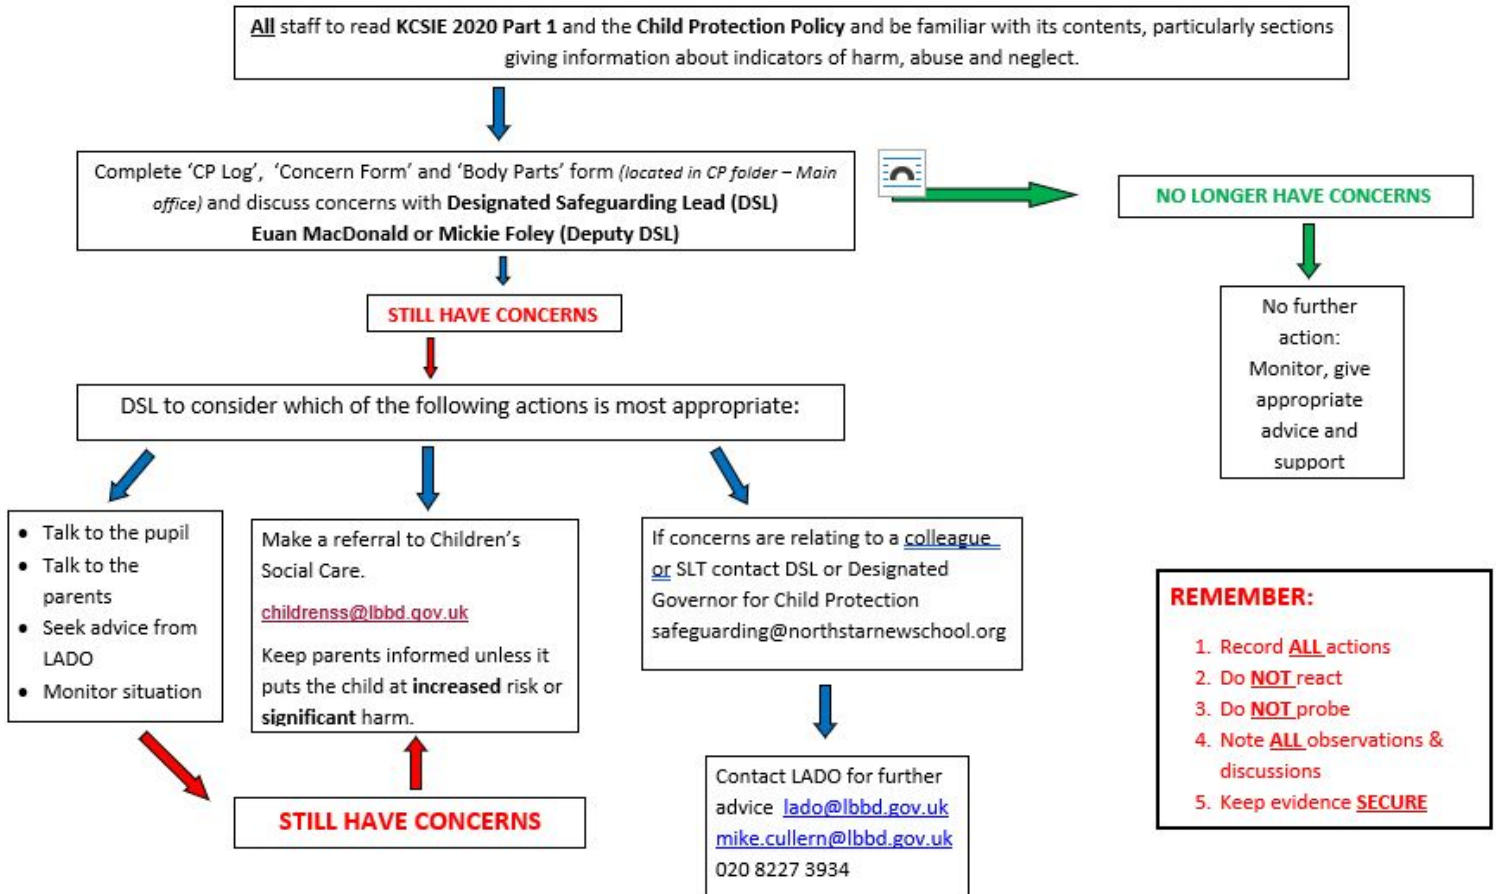 All staff to read KCSIE 2020 Part 1 and the Child Protection Policy and be familiar with its contents, particularly sections
giving information about indicators of harm, abuse and neglect.
Complete ‘CP Log’, ‘Concern Form’ and ‘Body Parts’ form (located in CP folder – Main
office) and discuss concerns with Designated Safeguarding Lead (DSL)
Euan MacDonald or Mickie Foley (Deputy DSL)
NO LONGER HAVE CONCERNS
STILL HAVE CONCERNS
No further
action:
Monitor, give
appropriate
advice and
support
DSL to consider which of the following actions is most appropriate:
• Talk to the pupil
• Talk to the
parents
• Seek advice from
LADO
• Monitor situation
Make a referral to Children’s
Social Care.
childrenss@lbbd.gov.uk
Keep parents informed unless it
puts the child at increased risk or
significant harm.
If concerns are relating to a colleague
or SLT contact DSL or Designated
Governor for Child Protection
safeguarding@northstarnewschool.org
REMEMBER:
1. Record ALL actions
2. Do NOT react
3. Do NOT probe
4. Note ALL observations &
discussions
5. Keep evidence SECURE
STILL HAVE CONCERNS
Contact LADO for further
advice lado@lbbd.gov.uk
mike.cullern@lbbd.gov.uk
020 8227 3934